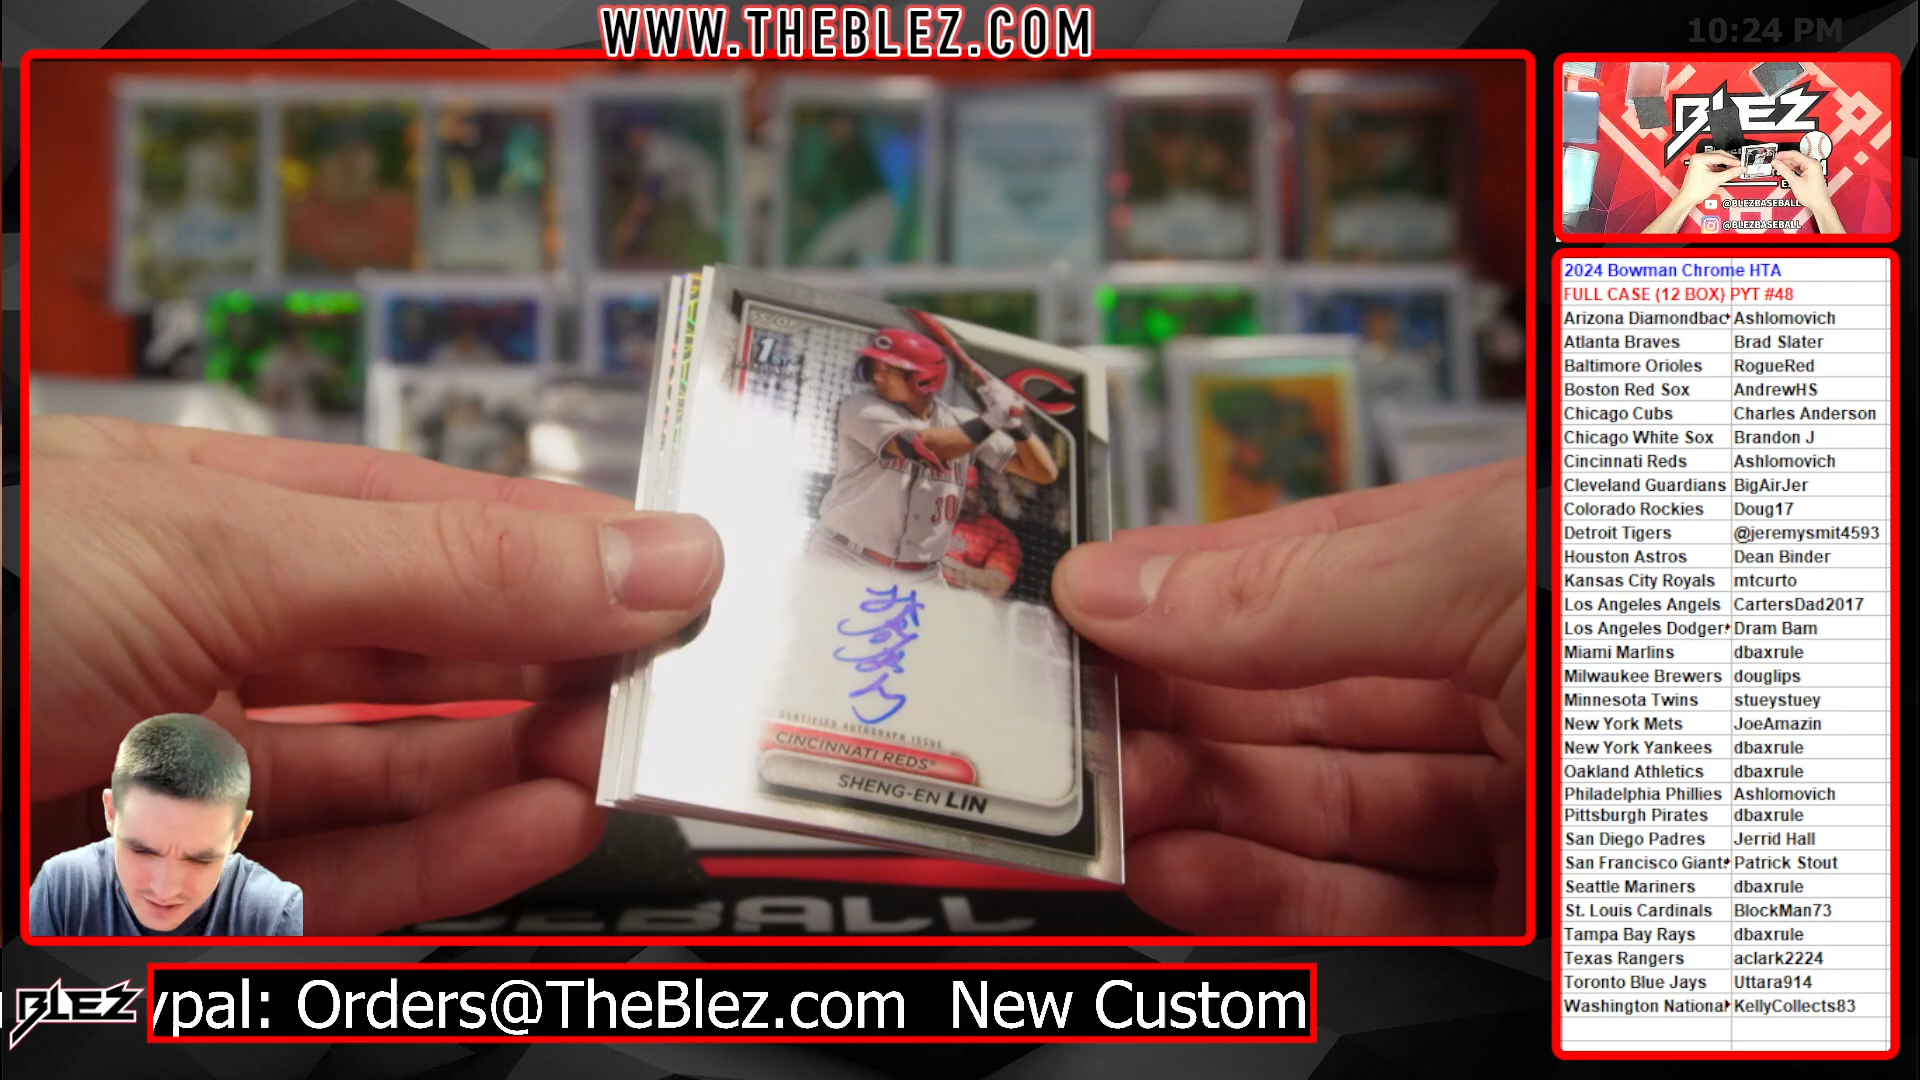 WWW.THEBLEZ.COM
10:24 PM
BLEZ
@BLEZBASEBALL
@BLEZBASEBALL
2024 Bowman Chrome HTA
FULL CASE (12 BOX) PYT #48
Arizona Diamondbac Ashlomovich
Atlanta Braves Brad Slater
Baltimore Orioles RogueRed
Boston Red Sox AndrewHS
Chicago Cubs Charles Anderson
Chicago White Sox Brandon J
Cincinnati Reds Ashlomovich
Cleveland Guardians BigAirJer
Colorado Rockies Doug17
Detroit Tigers @jeremysmit4593
Houston Astros Dean Binder
Kansas City Royals mtcurto
Los Angeles Angels CartersDad2017
Los Angeles Dodger Dram Bam
Miami Marlins dbaxrule
Milwaukee Brewers douglips
Minnesota Twins stueystuey
New York Mets JoeAmazin
New York Yankees dbaxrule
Oakland Athletics dbaxrule
Philadelphia Phillies Ashlomovich
Pittsburgh Pirates dbaxrule
San Diego Padres Jerrid Hall
San Francisco Giant Patrick Stout
Seattle Mariners dbaxrule
St. Louis Cardinals BlockMan73
Tampa Bay Rays dbaxrule
Texas Rangers aclark2224
Toronto Blue Jays Uttara914
Washington National KellyCollects83
1ST
C
30
CERTIFIED AUTOGRAPH ISSUE
CINCINNATI REDS
SHENG-EN LIN
BLEZ
ypal: Orders@TheBlez.com New Custom